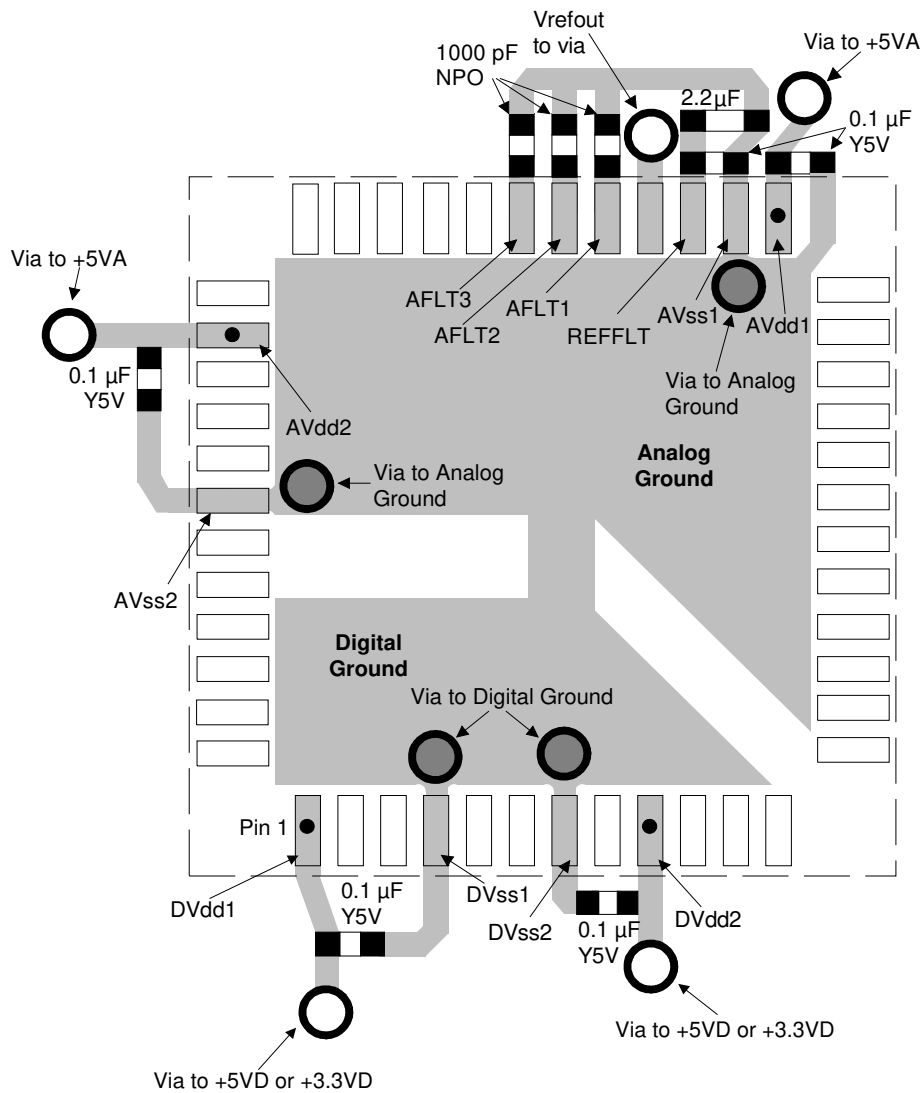 Vrefout
to via
Via to +5VA
1000 pF
NPO
2.2 µF
0.1 µF
Y5V
Via to +5VA
AFLT3
AFLT2
AFLT1
REFFLT
AVss1
AVdd1
0.1 µF
Y5V
AVdd2
Via to Analog
Ground
Analog
Ground
Via to Analog
Ground
AVss2
Digital
Ground
Via to Digital Ground
Pin 1
DVdd1
0.1 µF
Y5V
DVss1
DVss2
0.1 µF
Y5V
DVdd2
Via to +5VD or +3.3VD
Via to +5VD or +3.3VD